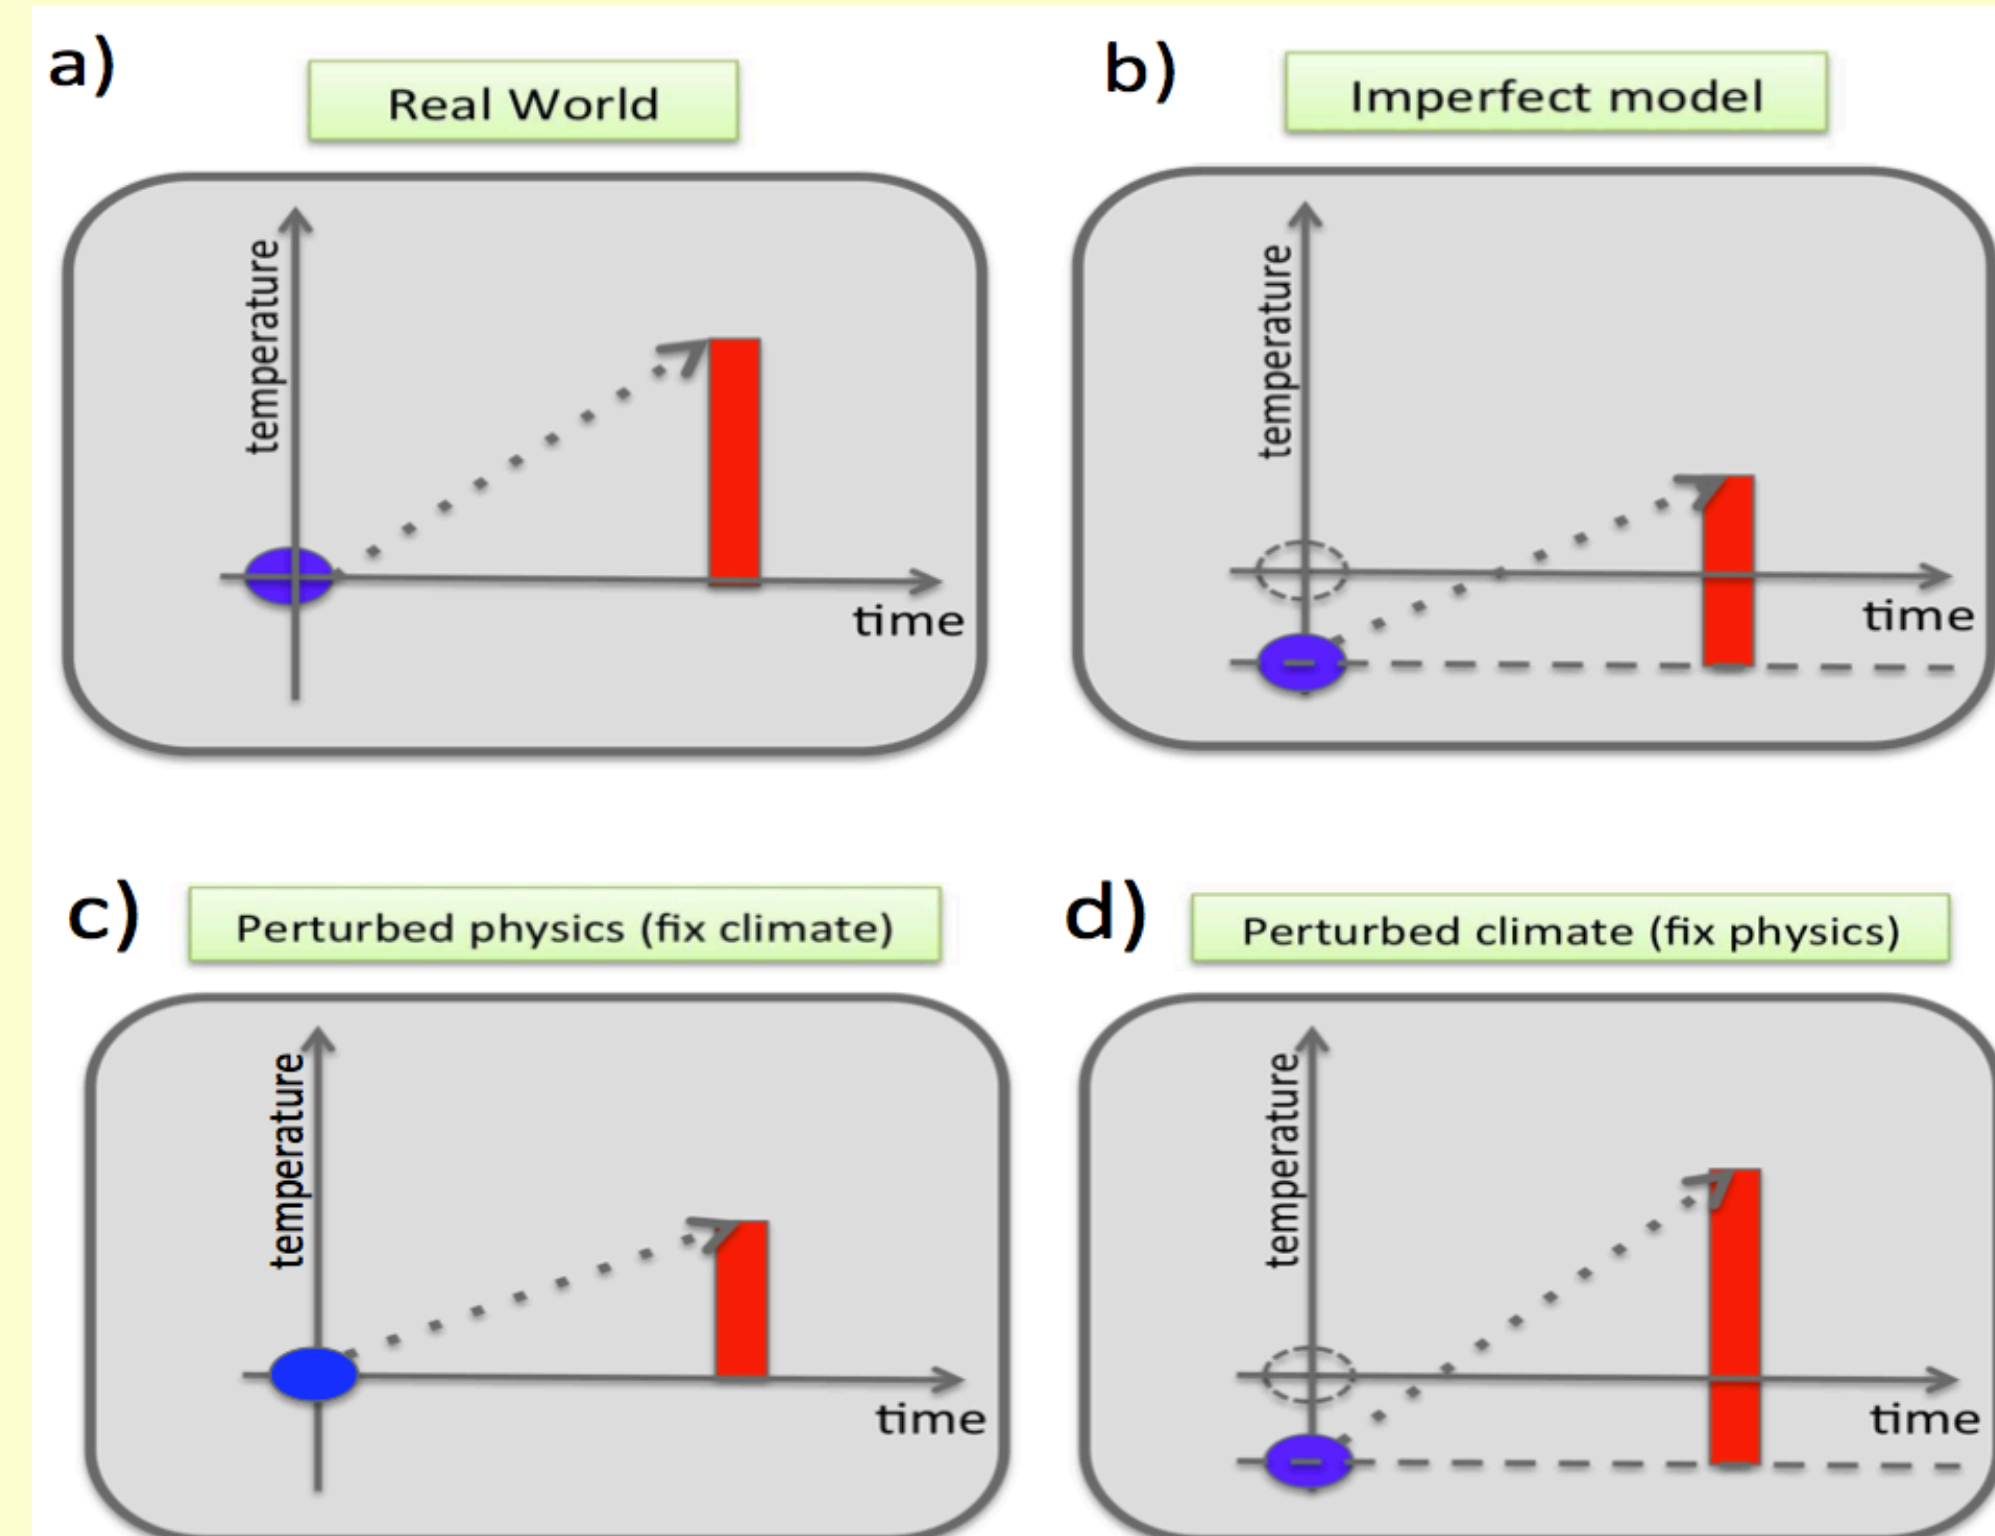 a)
Real World
temperature
time
b)
Imperfect model
temperature
time
c)
Perturbed physics (fix climate)
temperature
time
d)
Perturbed climate (fix physics)
temperature
time